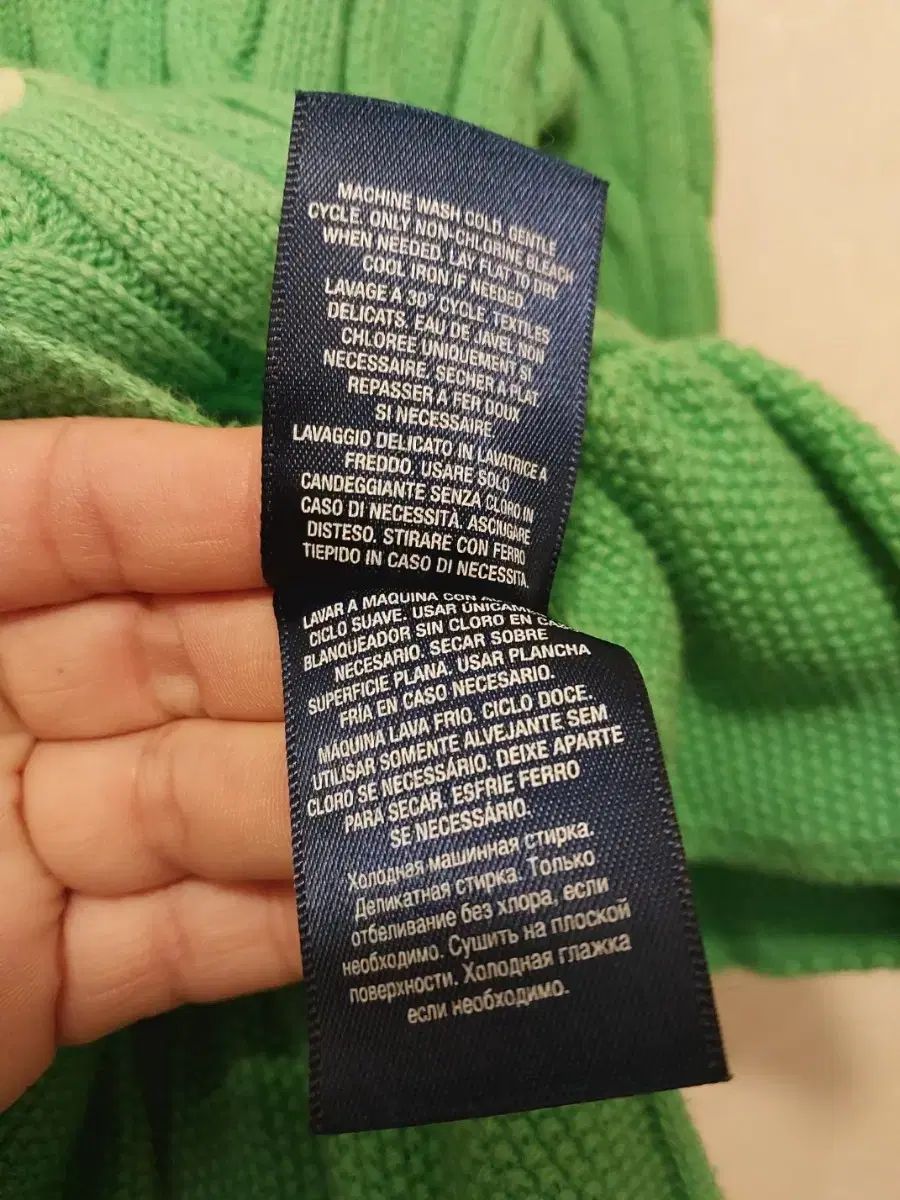 MACHINE WASH COLD, GENTLE
CYCLE. ONLY NON-CHLORINE BLEACH
WHEN NEEDED, LAY FLAT TO DRY
COOL IRON IF NEEDED
LAVAGE A 30° CYCLE TEXTILES
DELICATS. EAU DE JAVEL NON
CHLOREE UNIQUEMENT SI
NECESSAIRE. SECHER A PLAT
REPASSER A FER DOUX
SI NECESSAIRE.
LAVAGGIO DELICATO IN LAVATRICE A
FREDDO, USARE SOLO
CANDEGGIANTE SENZA CLORO IN
CASO DI NECESSITÀ. ASCIUGARE
DISTESO. STIRARE CON FERRO
TIEPIDO IN CASO DI NECESSITÀ.
LAVAR A MAQUINA CON
CICLO SUAVE. USAR
BLANQUEADOR SIN CLORO EN
NECESARIO. SECAR SOBRE
SUPERFICIE PLANA. USAR PLANCHA
FRÍA EN CASO NECESARIO.
MÁQUINA LAVA FRIO. CICLO DOCE.
UTILISAR SOMENTE ALVEJANTE SEM
CLORO SE NECESSÁRIO. DEIXE APARTE
PARA SECAR. ESFRIE FERRO
SE NECESSÁRIO.
Холодная машинная стирка.
Деликатная стирка. Только
отбеливание без хлора, если
необходимо. Сушить на плоской
поверхности. Холодная глажка
если необходимо.